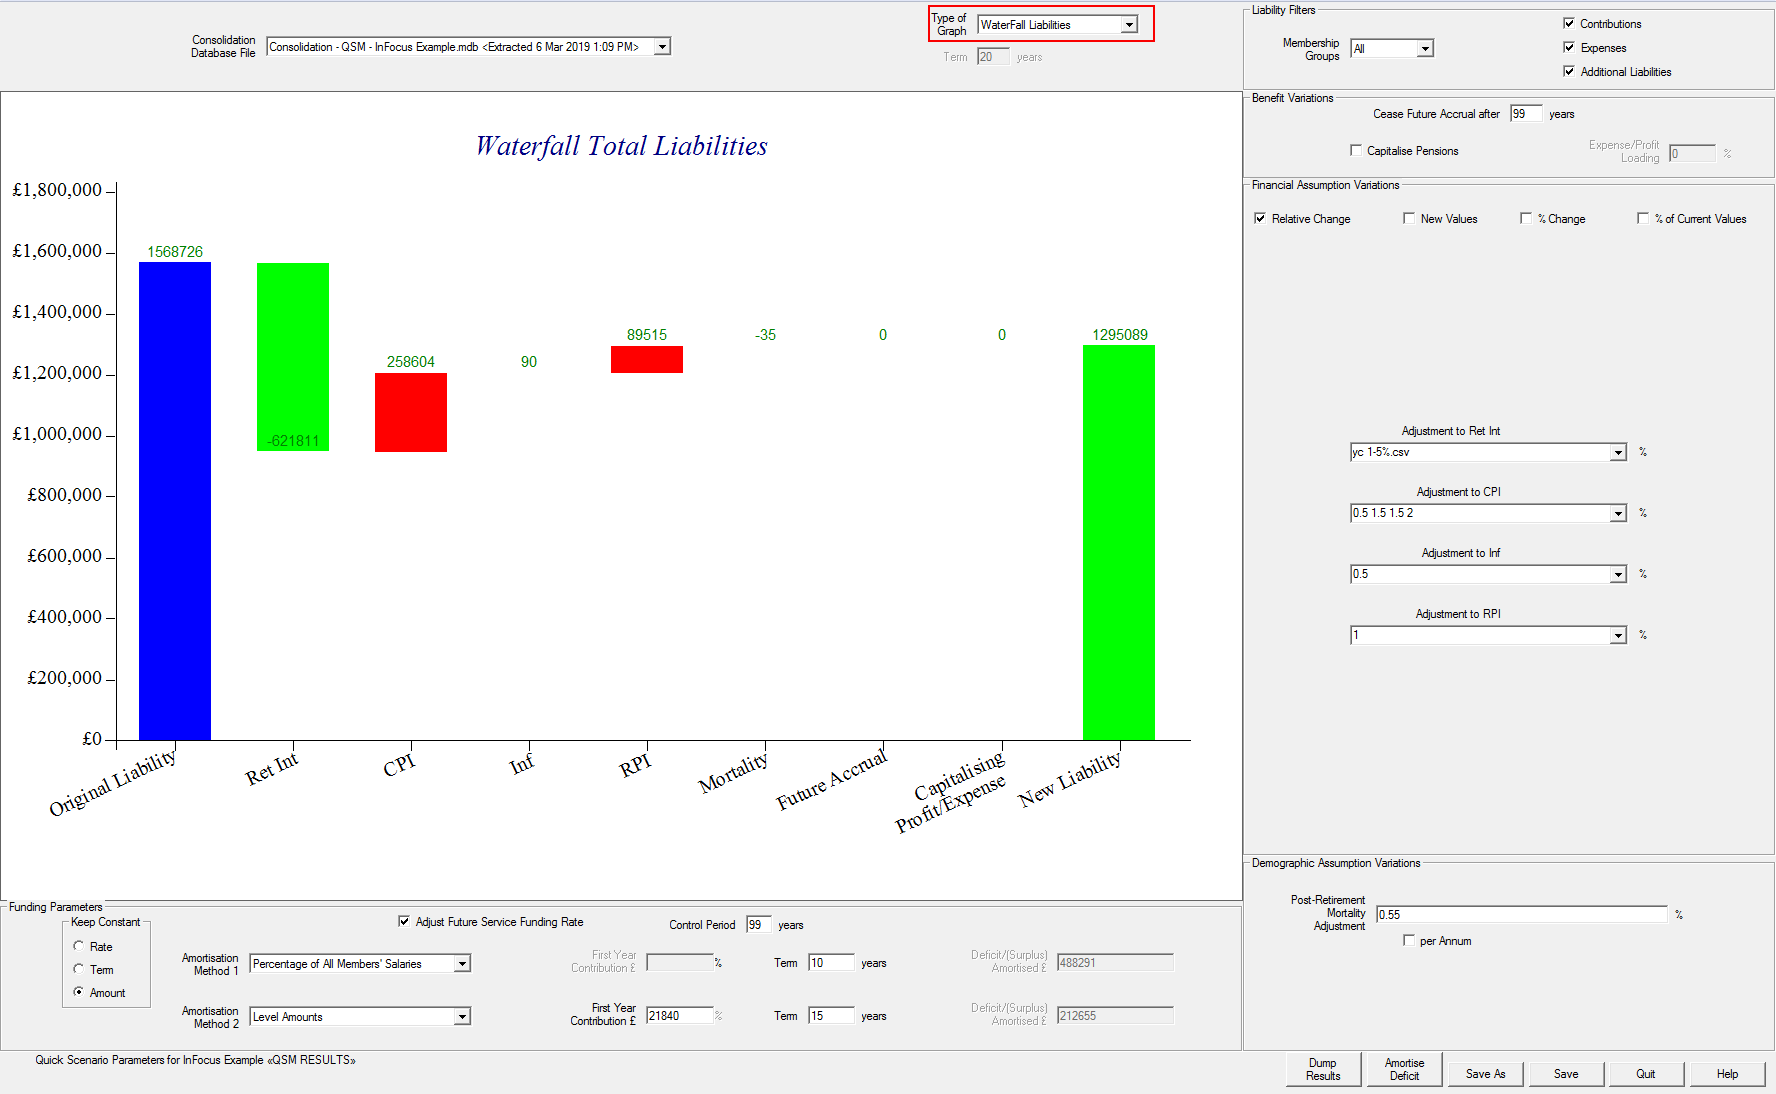 Consolidation
Database File
Consolidation - QSM - InFocus Example.mdb <Extracted 6 Mar 2019 1:09 PM>
Type of
Graph
WaterFall Liabilities
Term 20 years
Liability Filters
Membership
Groups
All
Contributions
Expenses
Additional Liabilities
Benefit Variations
Cease Future Accrual after 99 years
Capitalise Pensions
Expense/Profit
Loading
0 %
Financial Assumption Variations
Relative Change
New Values
% Change
% of Current Values
Adjustment to Ret Int
yc 1-5%.csv %
Adjustment to CPI
0.5 1.5 1.5 2 %
Adjustment to Inf
0.5 %
Adjustment to RPI
1 %
Demographic Assumption Variations
Post-Retirement
Mortality
Adjustment
0.55 %
per Annum
Waterfall Total Liabilities
£1,800,000
£1,600,000
£1,400,000
£1,200,000
£1,000,000
£800,000
£600,000
£400,000
£200,000
£0
1568726
-621811
258604
90
89515
-35
0
0
1295089
Original Liability
Ret Int
CPI
Inf
RPI
Mortality
Future Accrual
Capitalising
Profit/Expense
New Liability
Funding Parameters
Keep Constant
Rate
Term
Amount
Adjust Future Service Funding Rate
Control Period 99 years
Amortisation
Method 1
Percentage of All Members' Salaries
First Year
Contribution £
%
Term 10 years
Deficit/(Surplus)
Amortised £
488291
Amortisation
Method 2
Level Amounts
First Year
Contribution £
21840 %
Term 15 years
Deficit/(Surplus)
Amortised £
212655
Quick Scenario Parameters for InFocus Example «QSM RESULTS»
Dump
Results
Amortise
Deficit
Save As
Save
Quit
Help